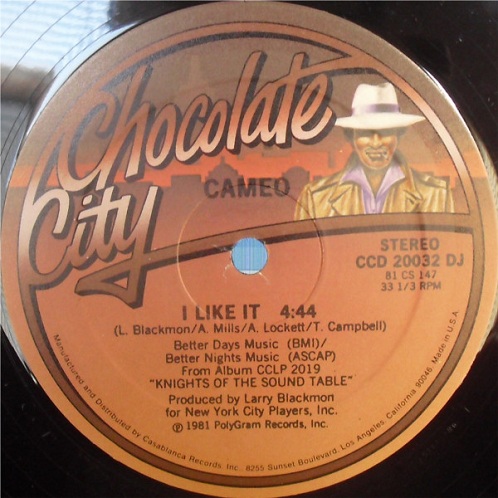 Chocolate
City
CAMEO
STEREO
CCD 20032 DJ
81 CS 147
33 1/3 RPM
I LIKE IT 4:44
(L. Blackmon/A. Mills/A. Lockett/T. Campbell)
Better Days Music (BMI)/
Better Nights Music (ASCAP)
From Album CCLP 2019
"KNIGHTS OF THE SOUND TABLE"
Produced by Larry Blackmon
for New York City Players, Inc.
℗ 1981 PolyGram Records, Inc.
Manufactured and Distributed by Casablanca Records Inc., 8255 Sunset Boulevard, Los Angeles, California 90046. Made in U.S.A.